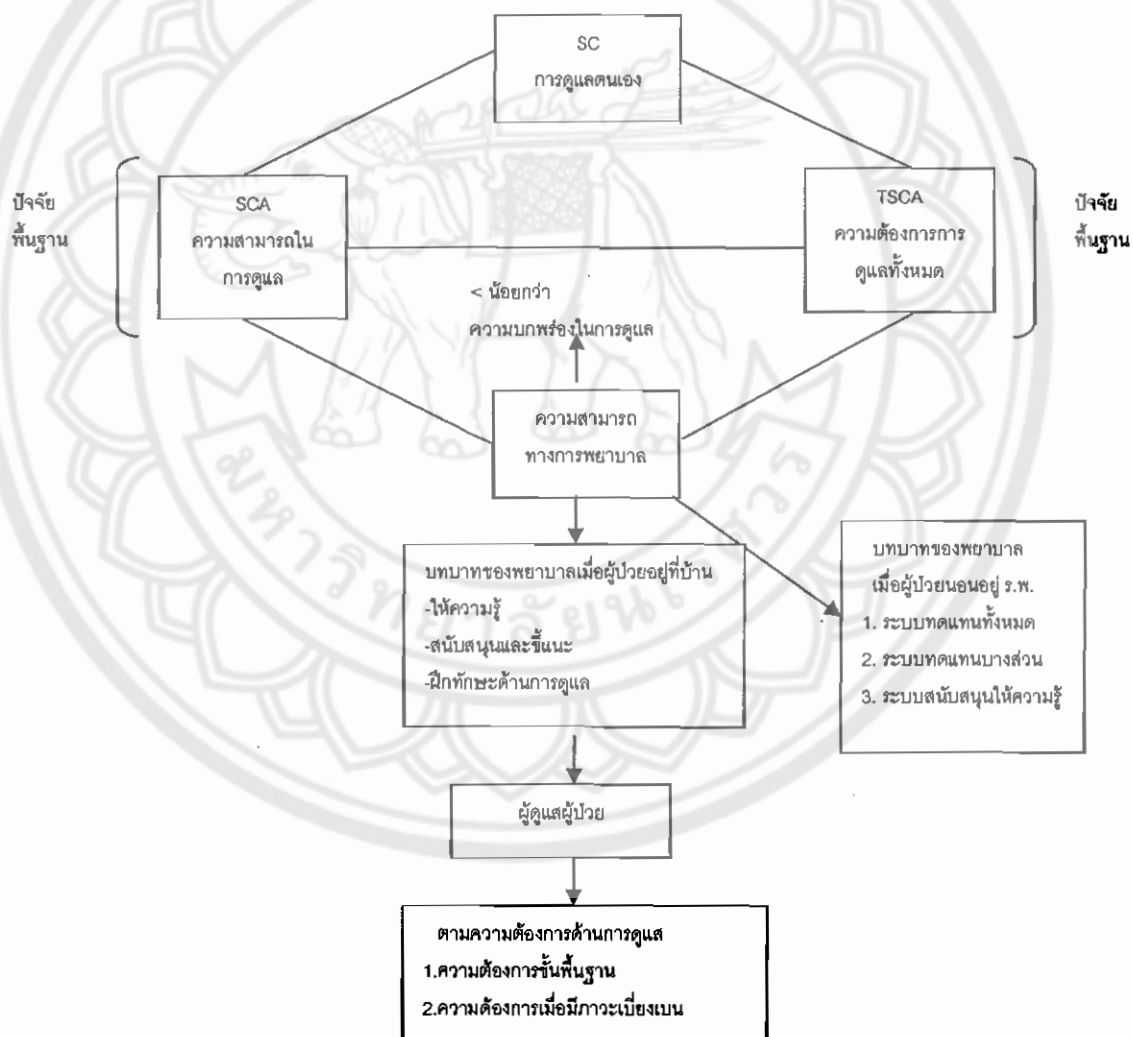 SC
การดูแลตนเอง
ปัจจัย
พื้นฐาน
SCA
ความสามารถใน
การดูแล
TSCA
ความต้องการการ
ดูแลทั้งหมด
ปัจจัย
พื้นฐาน
< น้อยกว่า
ความบกพร่องในการดูแล
ความสามารถ
ทางการพยาบาล
มหาวิทยาลัยนเรศวร
บทบาทของพยาบาลเมื่อผู้ป่วยอยู่ที่บ้าน
-ให้ความรู้
-สนับสนุนและชี้แนะ
-ฝึกทักษะด้านการดูแล
บทบาทของพยาบาล
เมื่อผู้ป่วยนอนอยู่ ร.พ.
1. ระบบทดแทนทั้งหมด
2. ระบบทดแทนบางส่วน
3. ระบบสนับสนุนให้ความรู้
ผู้ดูแลผู้ป่วย
ตามความต้องการด้านการดูแล
1.ความต้องการขั้นพื้นฐาน
2.ความต้องการเมื่อมีภาวะเบี่ยงเบน